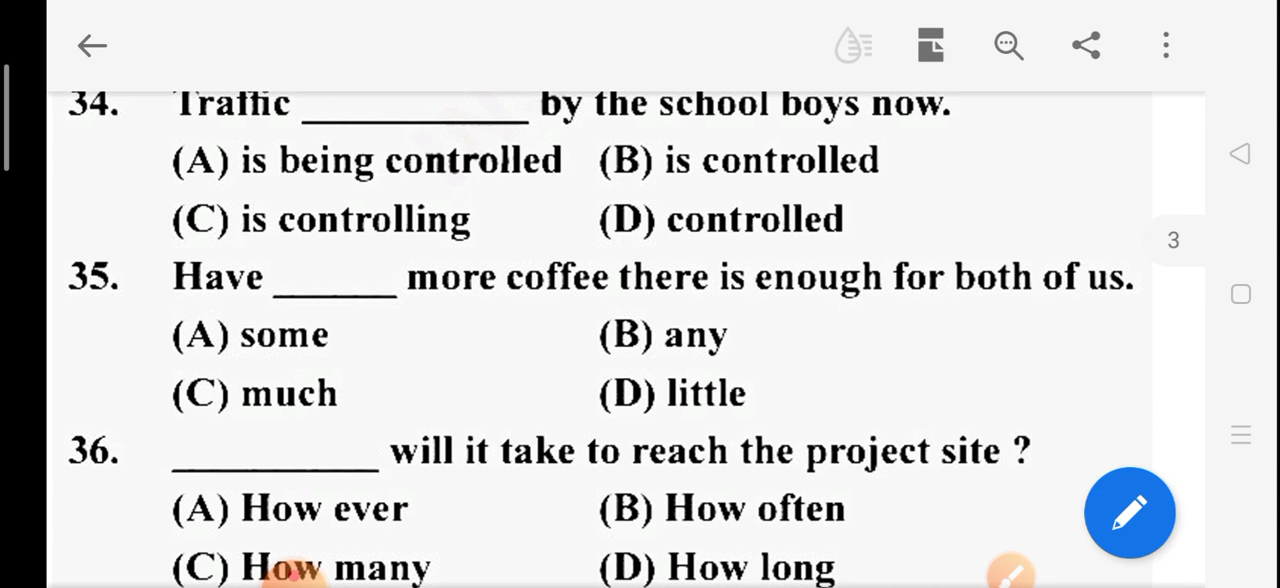 34. Traffic __________ by the school boys now.
(A) is being controlled (B) is controlled
(C) is controlling (D) controlled
3
35. Have ______ more coffee there is enough for both of us.
(A) some (B) any
(C) much (D) little
36. __________ will it take to reach the project site ?
(A) How ever (B) How often
(C) How many (D) How long